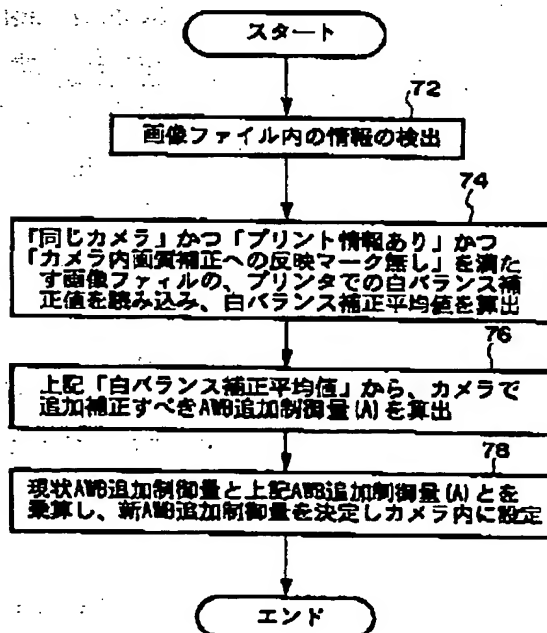 スタート
72
画像ファイル内の情報の検出
74
「同じカメラ」かつ「プリント情報あり」かつ
「カメラ内画質補正への反映マーク無し」を満た
す画像ファイルの、プリンタでの白バランス補
正値を読み込み、白バランス補正平均値を算出
76
上記「白バランス補正平均値」から、カメラで
追加補正すべきAWB追加制御量(A)を算出
78
現状AWB追加制御量と上記AWB追加制御量(A)とを
乗算し、新AWB追加制御量を決定しカメラ内に設定
エンド